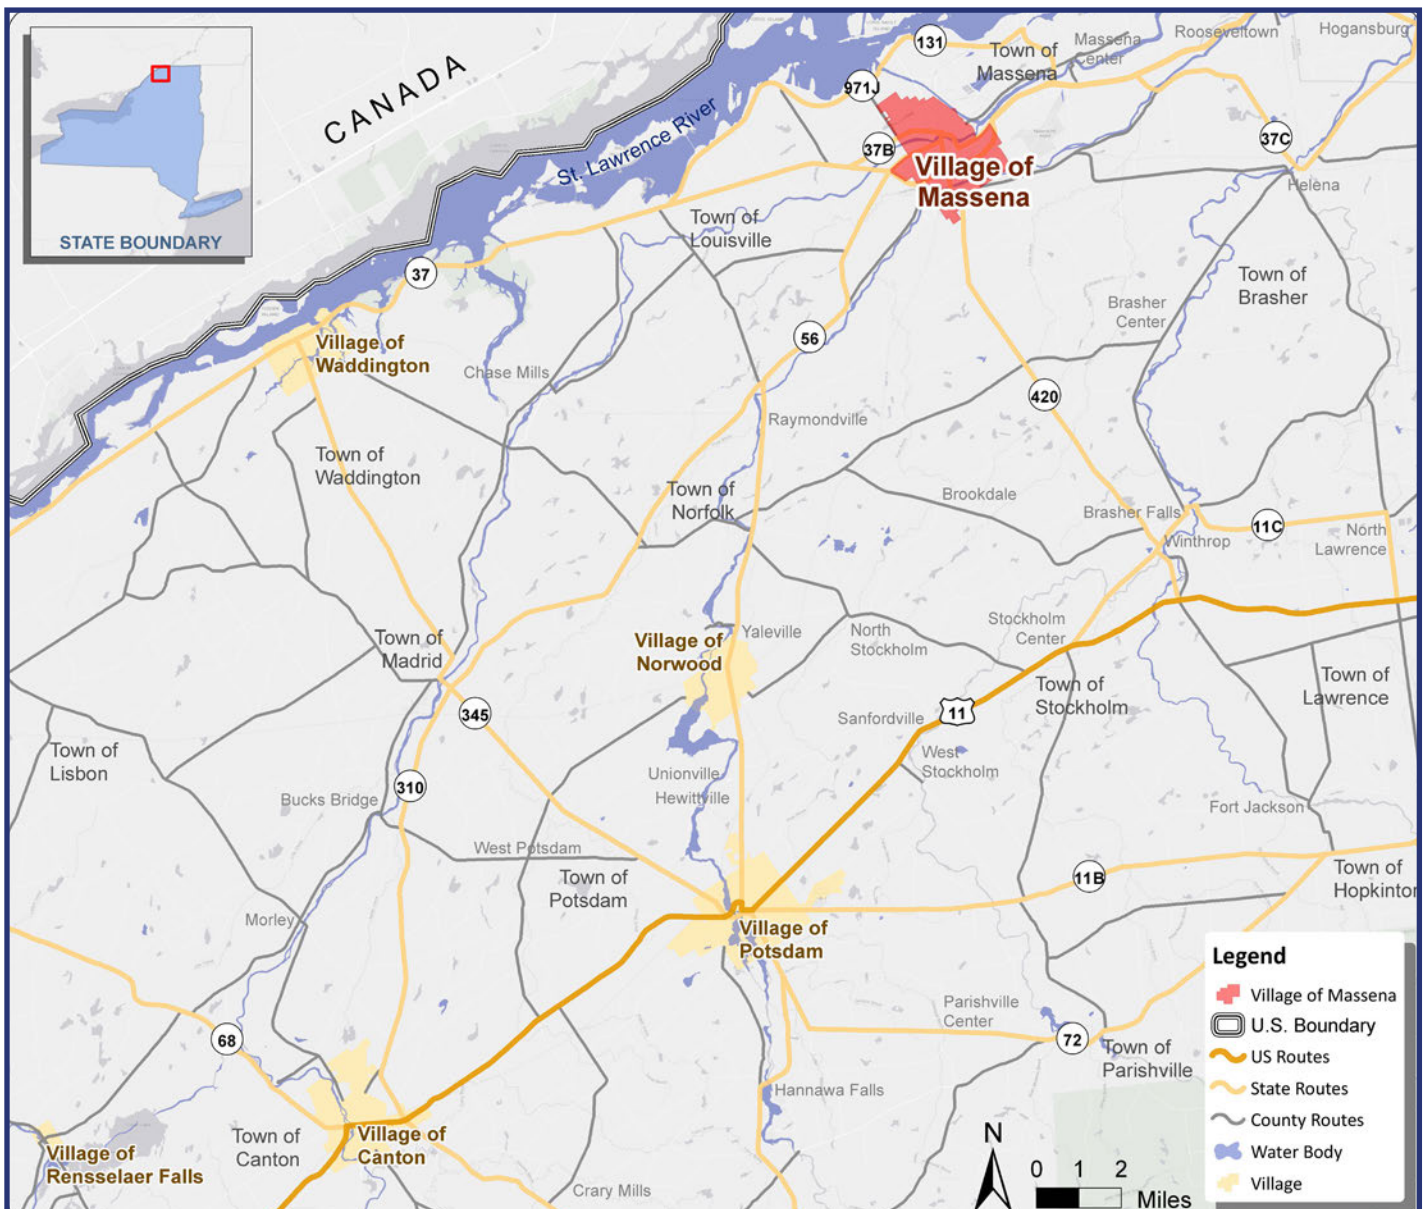 STATE BOUNDARY
CANADA
St. Lawrence River
131
Town of
Massena
Massena
Center
Rooseveltown
Hogansburg
971J
37B
Village of
Massena
37C
Helena
Town of
Louisville
37
Town of
Brasher
Brasher
Center
Village of
Waddington
56
Chase Mills
420
Raymondville
Town of
Waddington
Town of
Norfolk
Brookdale
Brasher Falls
11C
Winthrop
North
Lawrence
Town of
Madrid
Village of
Norwood
Yaleville
North
Stockholm
Stockholm
Center
Town of
Stockholm
Town of
Lawrence
345
Sanfordville
11
West
Stockholm
Town of
Lisbon
310
Bucks Bridge
Unionville
Hewittville
Fort Jackson
West Potsdam
Town of
Potsdam
11B
Town of
Hopkinton
Morley
Village of
Potsdam
Parishville
Center
68
72
Town of
Parishville
Hannawa Falls
Village of
Rensselaer Falls
Town of
Canton
Village of
Canton
Crary Mills
N
0 1 2
Miles
Legend
Village of Massena
U.S. Boundary
US Routes
State Routes
County Routes
Water Body
Village